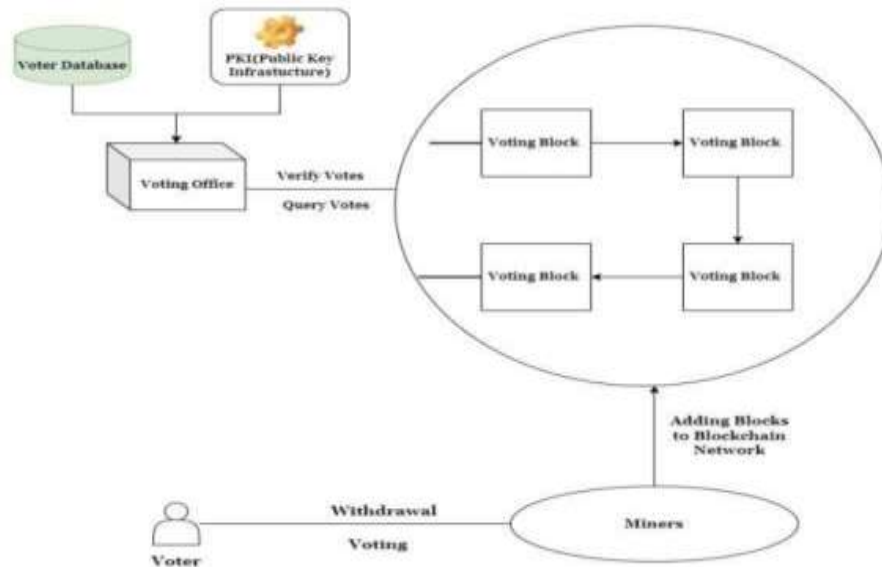 Voter Database
PKI(Public Key
Infrastucture)
Voting Office
Verify Votes
Query Votes
Voting Block
Voting Block
Voting Block
Voting Block
Adding Blocks
to Blockchain
Network
Withdrawal
Voting
Voter
Miners